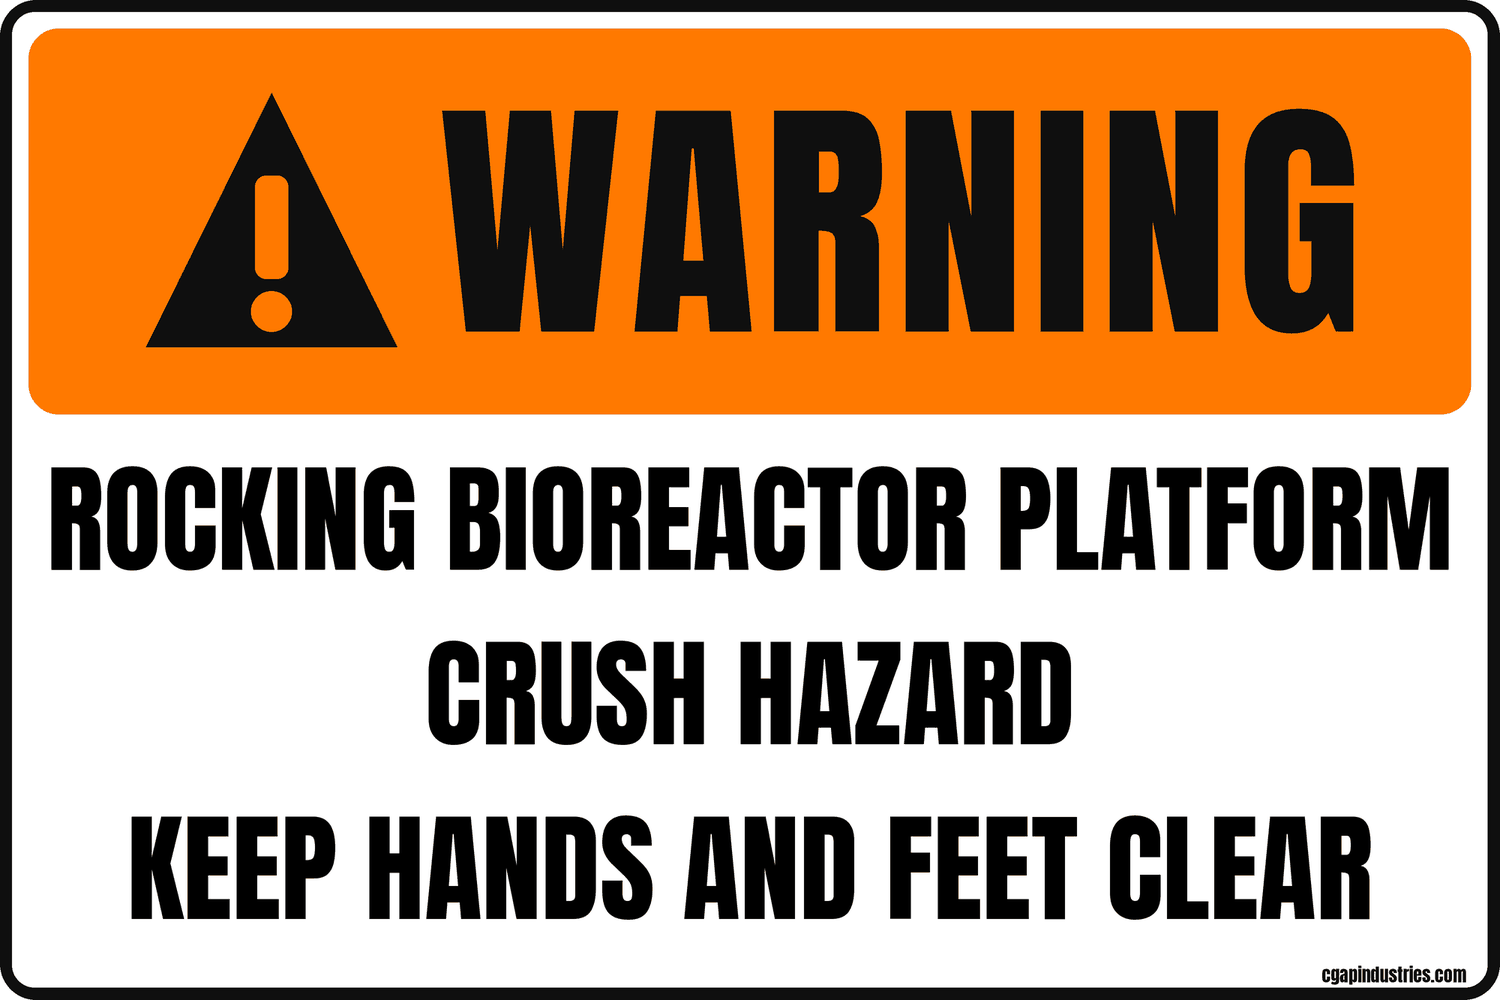 WARNING
ROCKING BIOREACTOR PLATFORM
CRUSH HAZARD
KEEP HANDS AND FEET CLEAR
cgapindustries.com